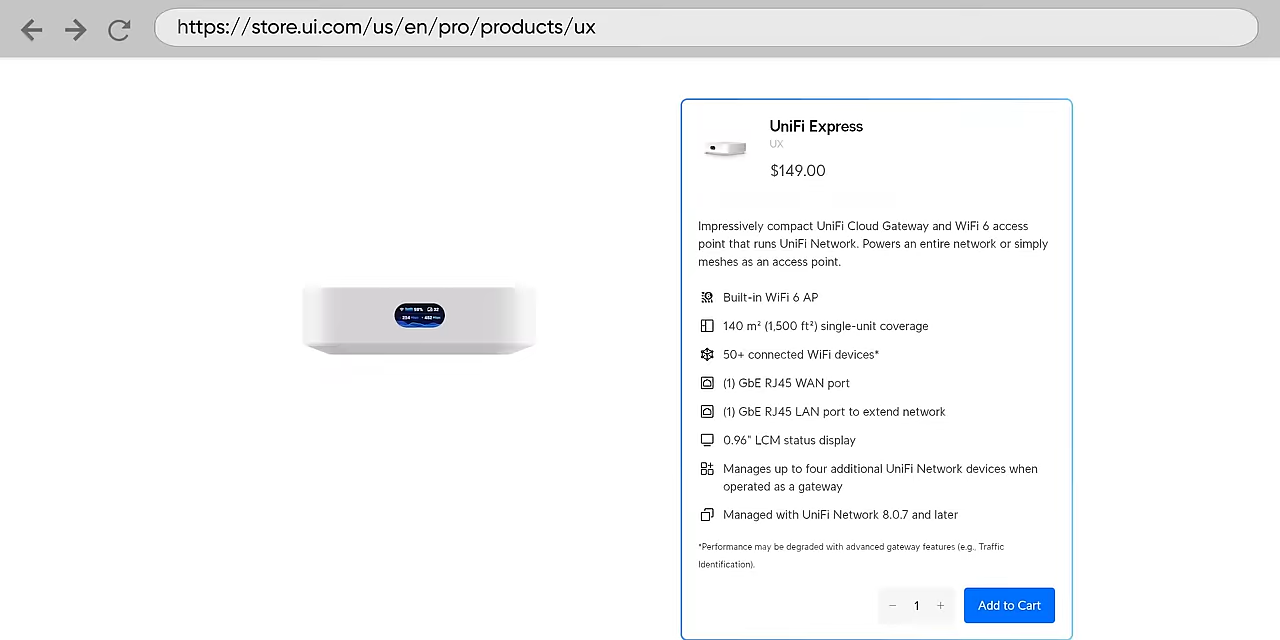 https://store.ui.com/us/en/pro/products/ux
UniFi Express
UX
$149.00
Impressively compact UniFi Cloud Gateway and WiFi 6 access
point that runs UniFi Network. Powers an entire network or simply
meshes as an access point.
Built-in WiFi 6 AP
140 m² (1,500 ft²) single-unit coverage
50+ connected WiFi devices*
(1) GbE RJ45 WAN port
(1) GbE RJ45 LAN port to extend network
0.96" LCM status display
Manages up to four additional UniFi Network devices when
operated as a gateway
Managed with UniFi Network 8.0.7 and later
*Performance may be degraded with advanced gateway features (e.g., Traffic
Identification).
− 1 + Add to Cart